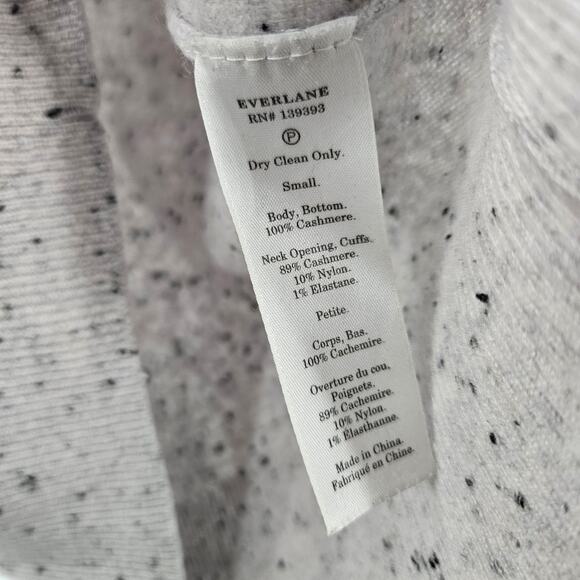 EVERLANE
RN# 139393
P
Dry Clean Only.
Small.
Body, Bottom.
100% Cashmere.
Neck Opening, Cuffs.
89% Cashmere.
10% Nylon.
1% Elastane.
Petite.
Corps, Bas.
100% Cachemire.
Overture du cou,
Poignets.
89% Cachemire.
10% Nylon.
1% Élasthanne.
Made in China.
Fabriqué en Chine.